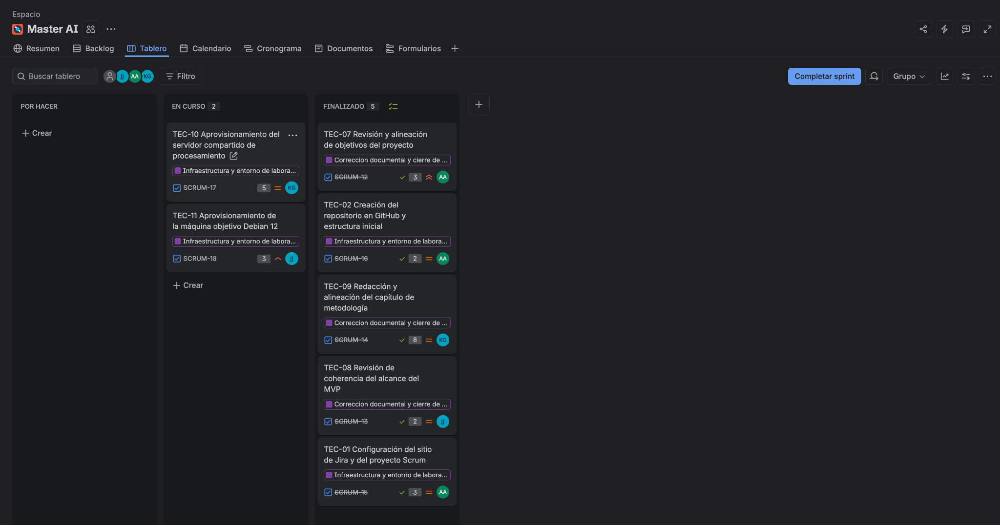 Espacio
Master AI
Resumen
Backlog
Tablero
Calendario
Cronograma
Documentos
Formularios
Buscar tablero
JJ
AA
KG
Filtro
Completar sprint
Grupo
POR HACER
Crear
EN CURSO 2
TEC-10 Aprovisionamiento del
servidor compartido de
procesamiento
Infraestructura y entorno de labora...
SCRUM-17
5
KG
TEC-11 Aprovisionamiento de
la máquina objetivo Debian 12
Infraestructura y entorno de labora...
SCRUM-18
3
JJ
Crear
FINALIZADO 5
TEC-07 Revisión y alineación
de objetivos del proyecto
Correccion documental y cierre de ...
SCRUM-12
3
AA
TEC-02 Creación del
repositorio en GitHub y
estructura inicial
Infraestructura y entorno de labora...
SCRUM-16
2
AA
TEC-09 Redacción y
alineación del capítulo de
metodología
Correccion documental y cierre de ...
SCRUM-14
8
KG
TEC-08 Revisión de
coherencia del alcance del
MVP
Correccion documental y cierre de ...
SCRUM-13
2
JJ
TEC-01 Configuración del sitio
de Jira y del proyecto Scrum
Infraestructura y entorno de labora...
SCRUM-15
3
AA